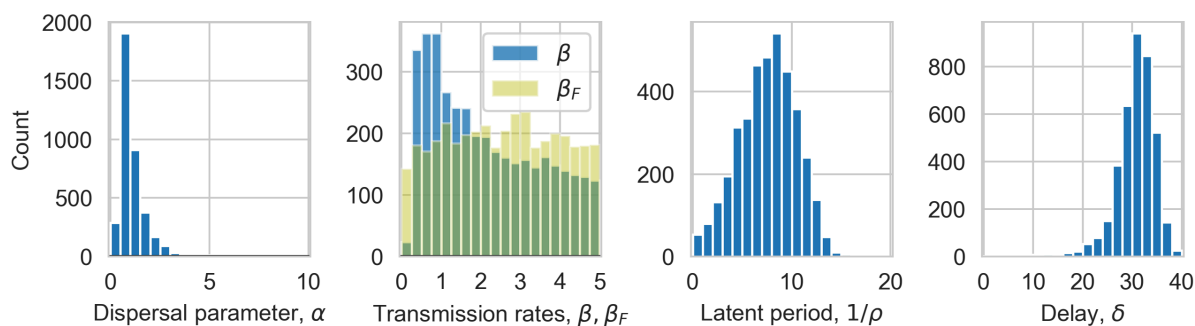 2000
1500
1000
500
0
Count
0 5 10
Dispersal parameter, α
300
200
100
0
β
β_F
0 1 2 3 4 5
Transmission rates, β, β_F
400
200
0
0 10 20
Latent period, 1/ρ
800
600
400
200
0
0 10 20 30 40
Delay, δ